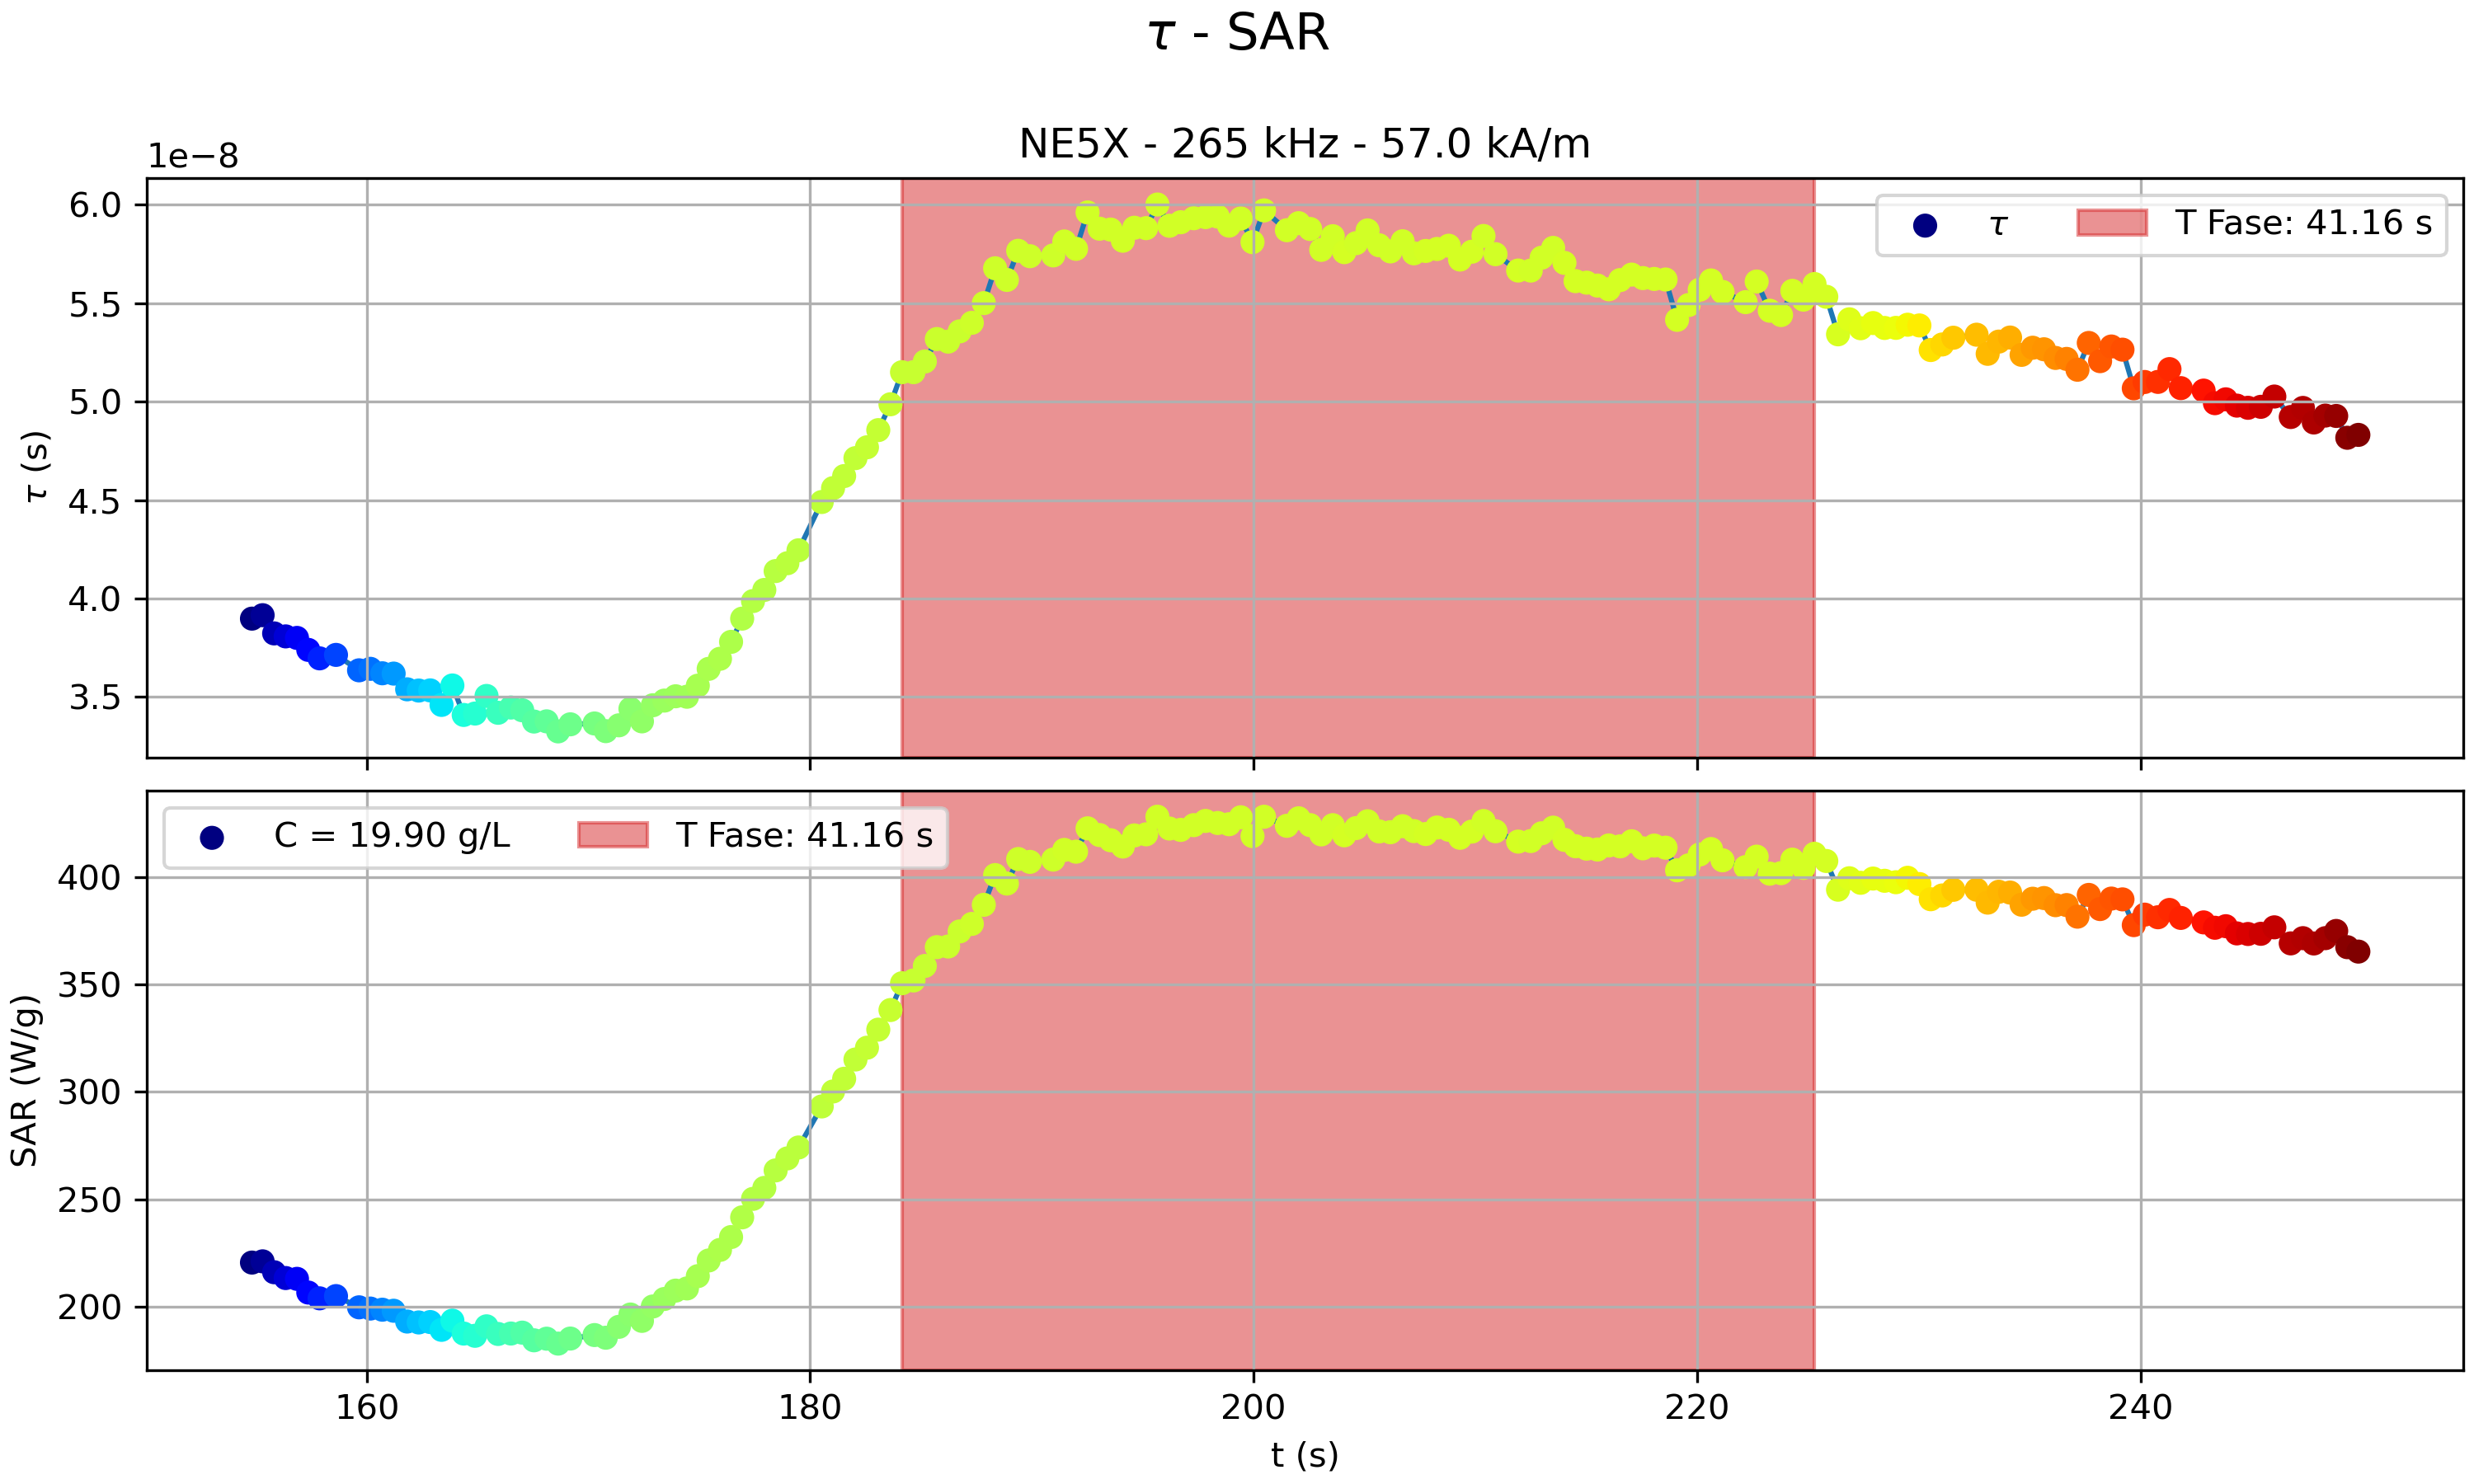 τ - SAR
NE5X - 265 kHz - 57.0 kA/m
1e−8
6.0
5.5
5.0
4.5
4.0
3.5
τ (s)
τ
T Fase: 41.16 s
C = 19.90 g/L
T Fase: 41.16 s
400
350
300
250
200
SAR (W/g)
160
180
200
220
240
t (s)